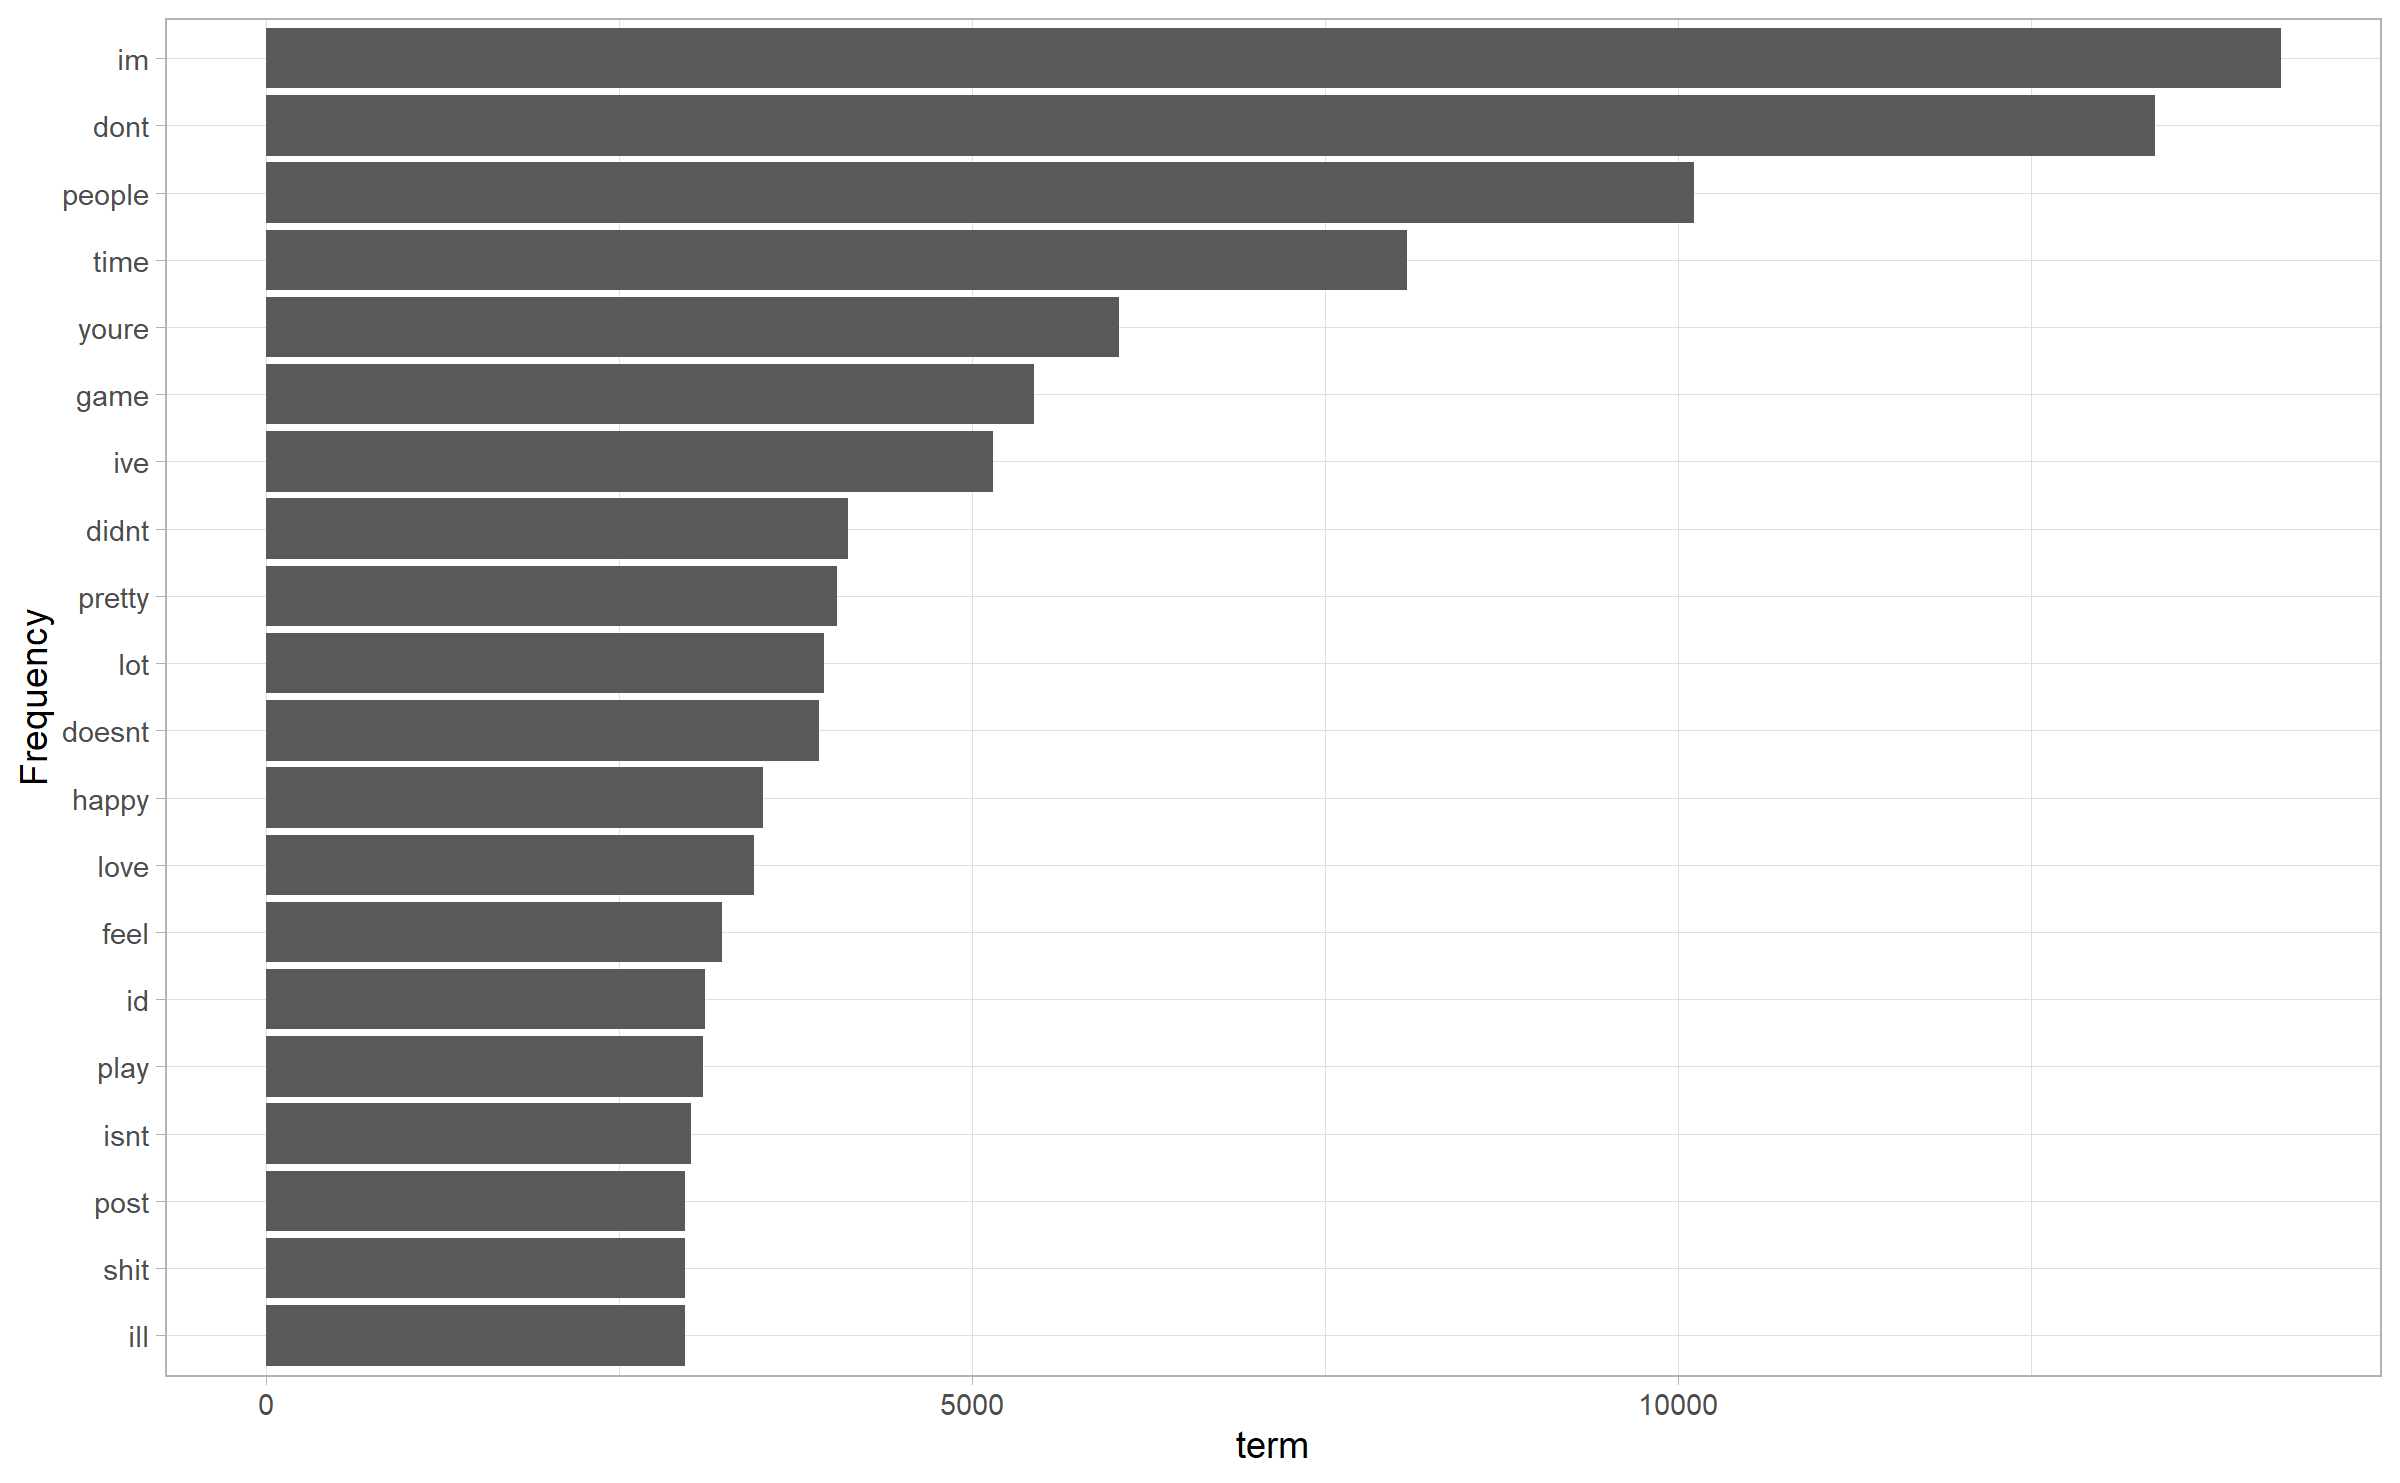 im
dont
people
time
youre
game
ive
didnt
pretty
lot
doesnt
happy
love
feel
id
play
isnt
post
shit
ill
Frequency
0 5000 10000
term